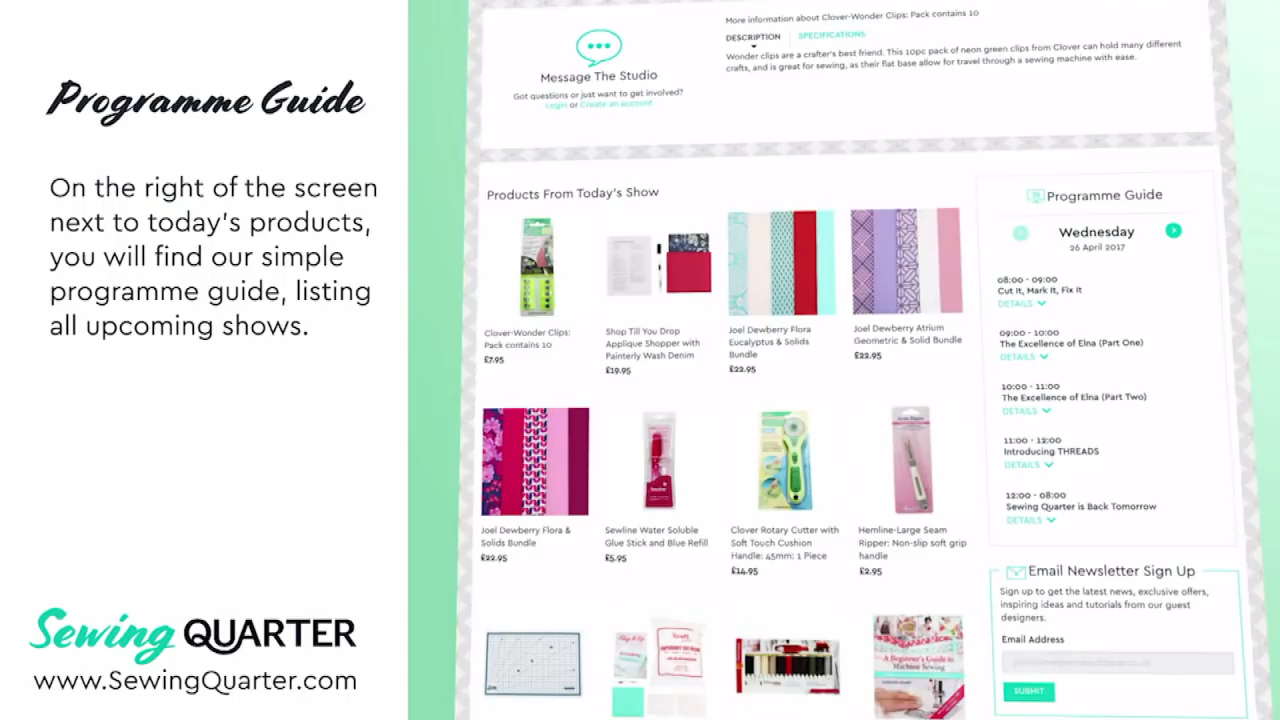 Programme Guide
On the right of the screen
next to today's products,
you will find our simple
programme guide, listing
all upcoming shows.
Sewing QUARTER
www.SewingQuarter.com
Message The Studio
Got questions or just want to get involved?
Login or Create an account
More information about Clover-Wonder Clips: Pack contains 10
DESCRIPTION
SPECIFICATIONS
Wonder clips are a crafter's best friend. This 10pc pack of neon green clips from Clover can hold many different
crafts, and is great for sewing, as their flat base allow for travel through a sewing machine with ease.
Products From Today's Show
Clover-Wonder Clips:
Pack contains 10
£7.95
Shop Till You Drop
Applique Shopper with
Painterly Wash Denim
£19.95
Joel Dewberry Flora
Eucalyptus & Solids
Bundle
£22.95
Joel Dewberry Atrium
Geometric & Solid Bundle
£22.95
Joel Dewberry Flora &
Solids Bundle
£22.95
Sewline Water Soluble
Glue Stick and Blue Refill
£5.95
Clover Rotary Cutter with
Soft Touch Cushion
Handle: 45mm: 1 Piece
£14.95
Hemline-Large Seam
Ripper: Non-slip soft grip
handle
£2.95
A Beginner's Guide to
Machine Sewing
Programme Guide
Wednesday
26 April 2017
08:00 - 09:00
Cut It, Mark It, Fix It
DETAILS
09:00 - 10:00
The Excellence of Elna (Part One)
DETAILS
10:00 - 11:00
The Excellence of Elna (Part Two)
DETAILS
11:00 - 12:00
Introducing THREADS
DETAILS
12:00 - 08:00
Sewing Quarter is Back Tomorrow
DETAILS
Email Newsletter Sign Up
Sign up to get the latest news, exclusive offers,
inspiring ideas and tutorials from our guest
designers.
Email Address
SUBMIT